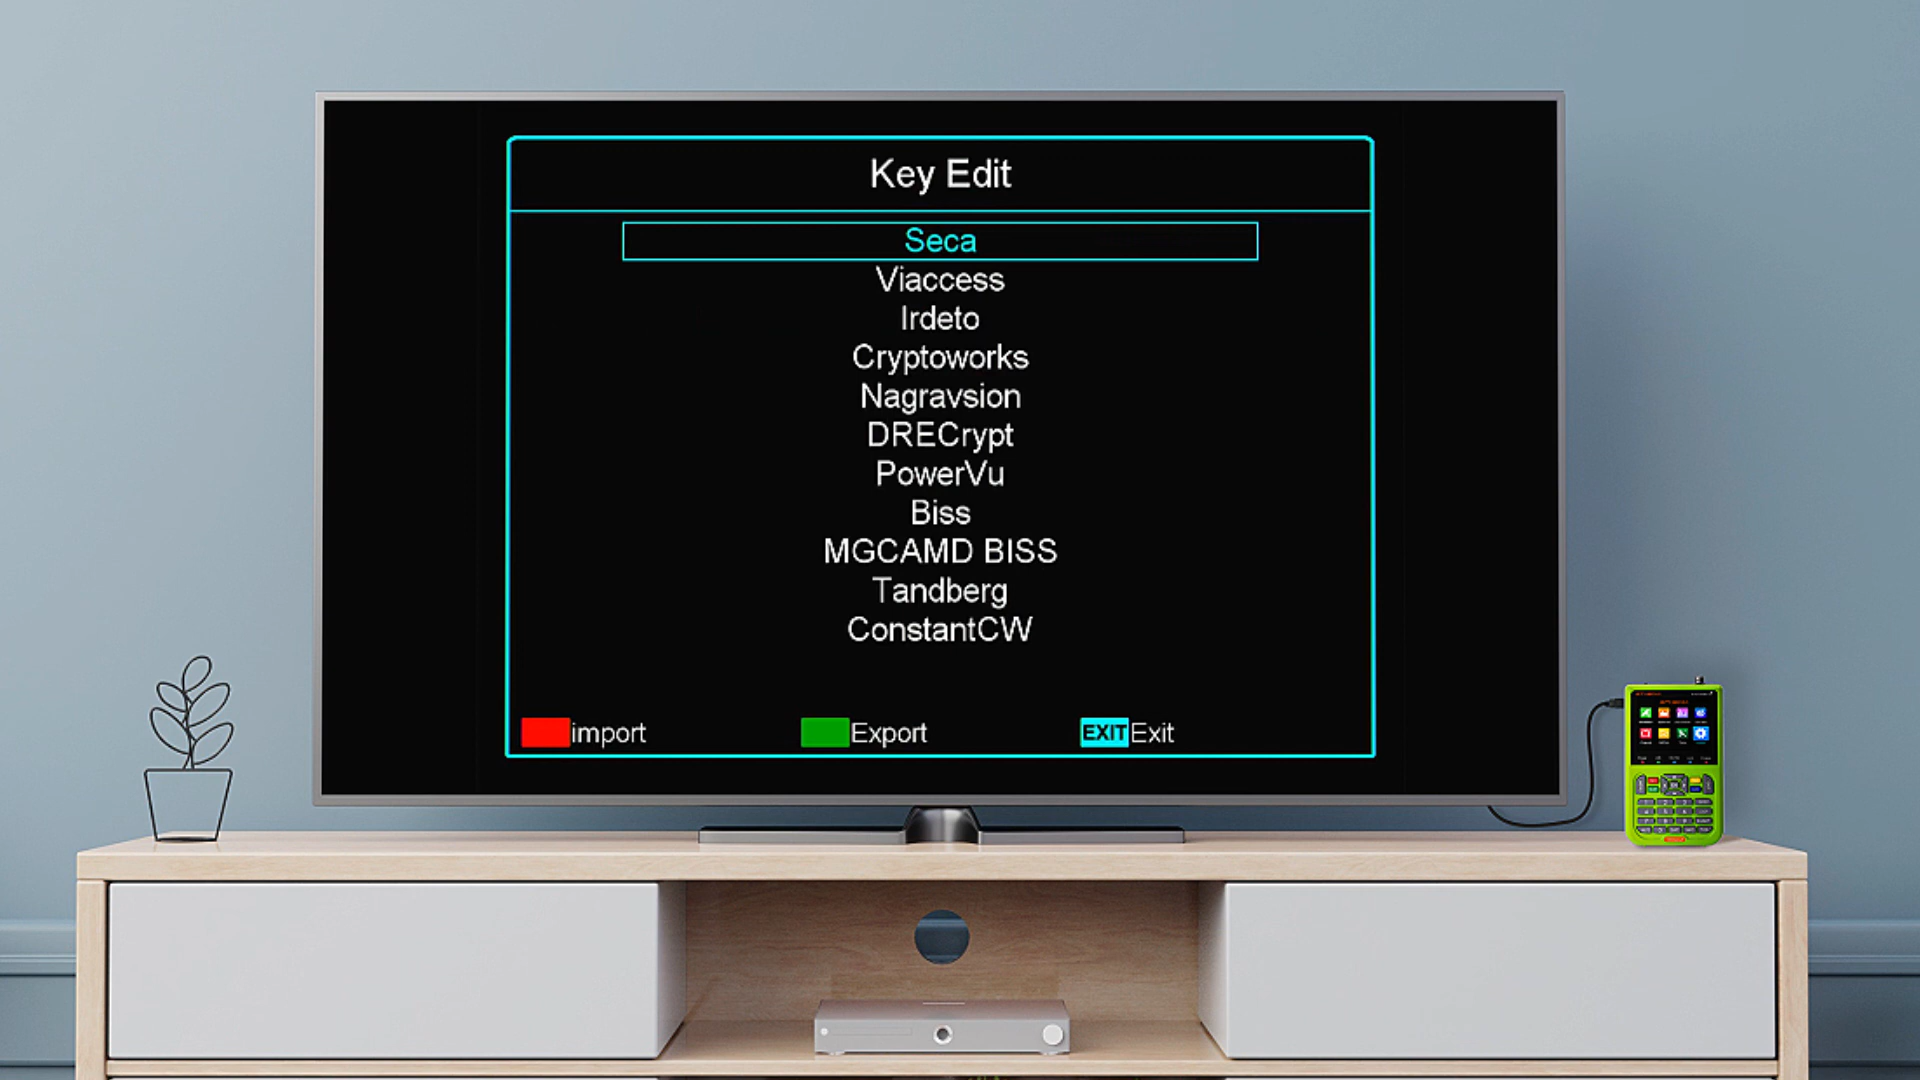 Key Edit
Seca
Viaccess
Irdeto
Cryptoworks
Nagravsion
DRECrypt
PowerVu
Biss
MGCAMD BISS
Tandberg
ConstantCW
import
Export
EXIT Exit